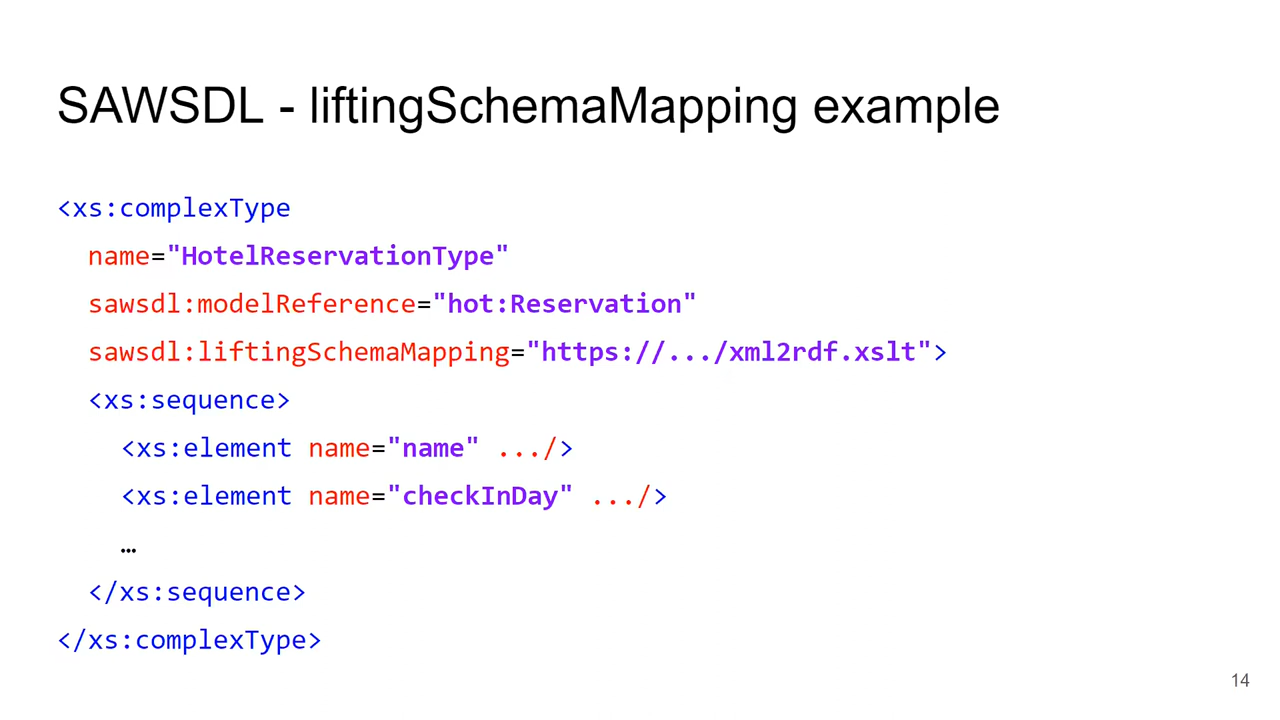 SAWSDL - liftingSchemaMapping example
<xs:complexType
name="HotelReservationType"
sawsdl:modelReference="hot:Reservation"
sawsdl:liftingSchemaMapping="https://.../xml2rdf.xslt">
<xs:sequence>
<xs:element name="name" .../>
<xs:element name="checkInDay" .../>
…
</xs:sequence>
</xs:complexType>
14